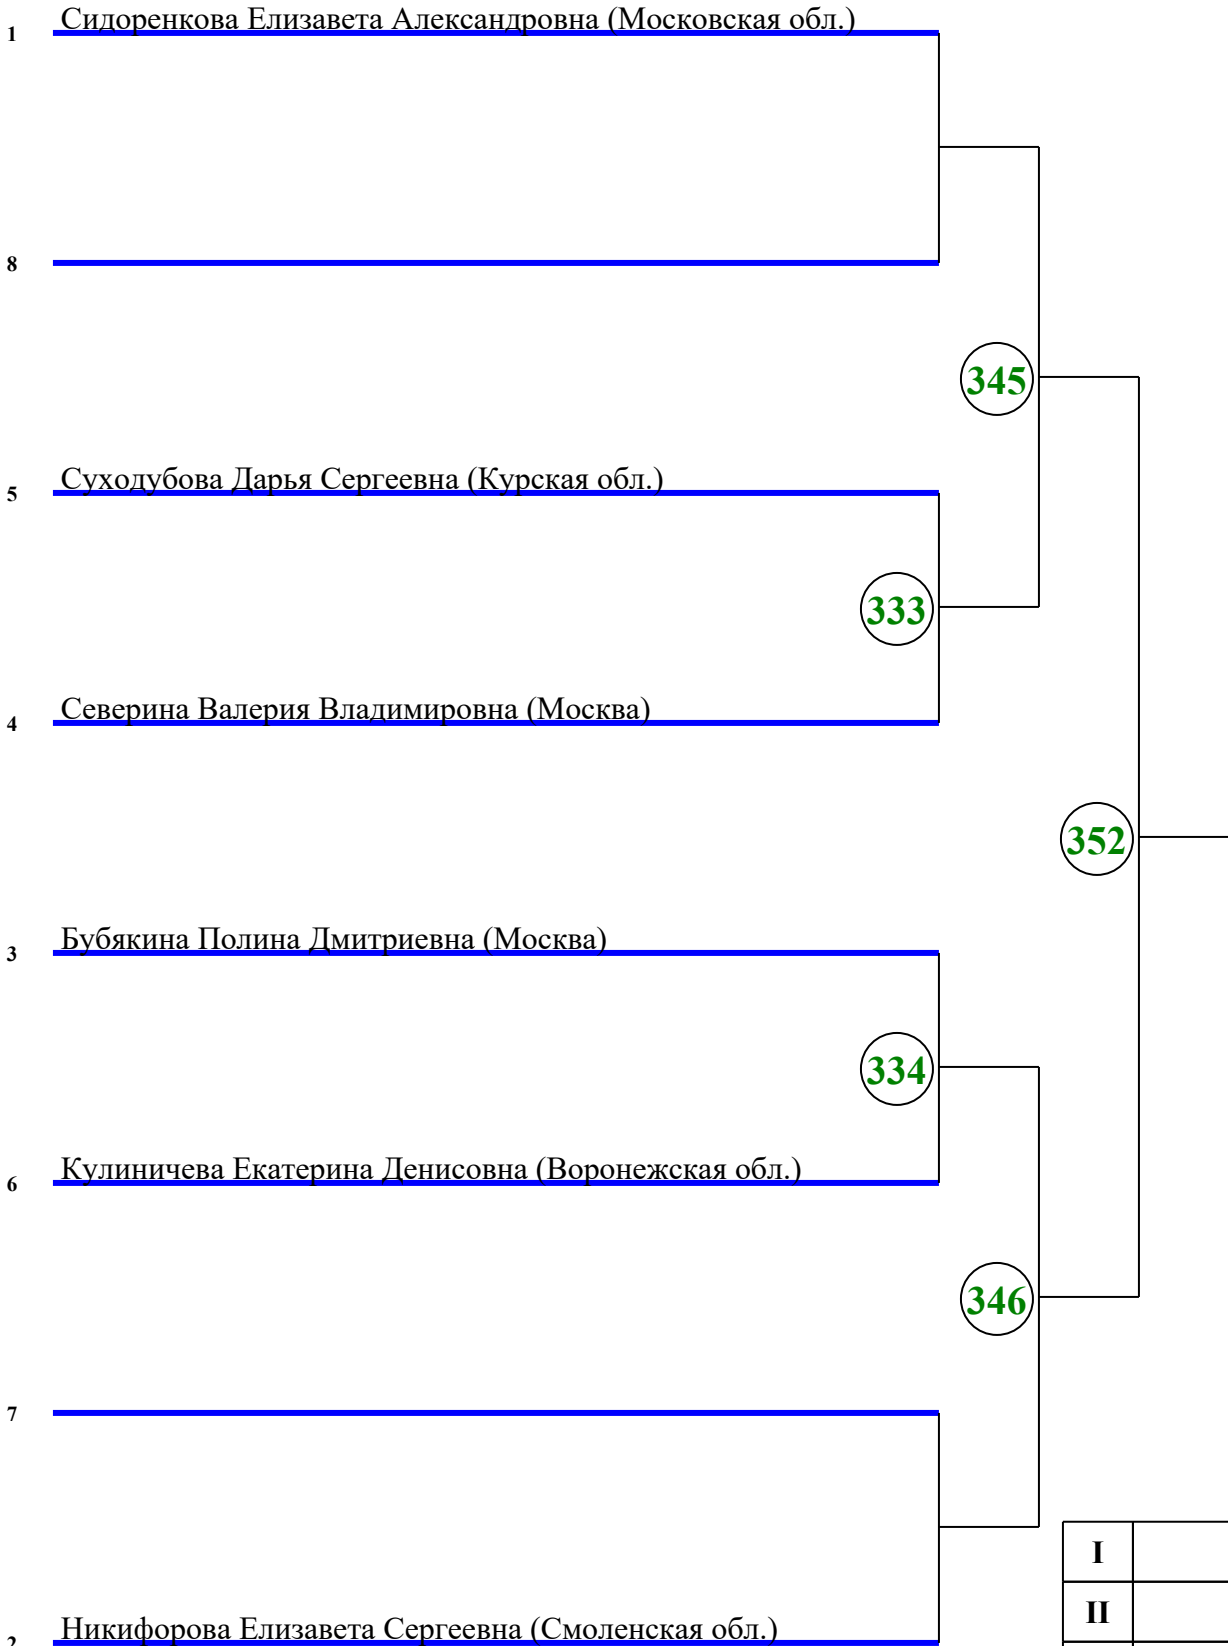 1 Сидоренкова Елизавета Александровна (Московская обл.)
8
345
5 Суходубова Дарья Сергеевна (Курская обл.)
333
4 Северина Валерия Владимировна (Москва)
352
3 Бубякина Полина Дмитриевна (Москва)
334
6 Кулиничева Екатерина Денисовна (Воронежская обл.)
346
7
I
II
2 Никифорова Елизавета Сергеевна (Смоленская обл.)